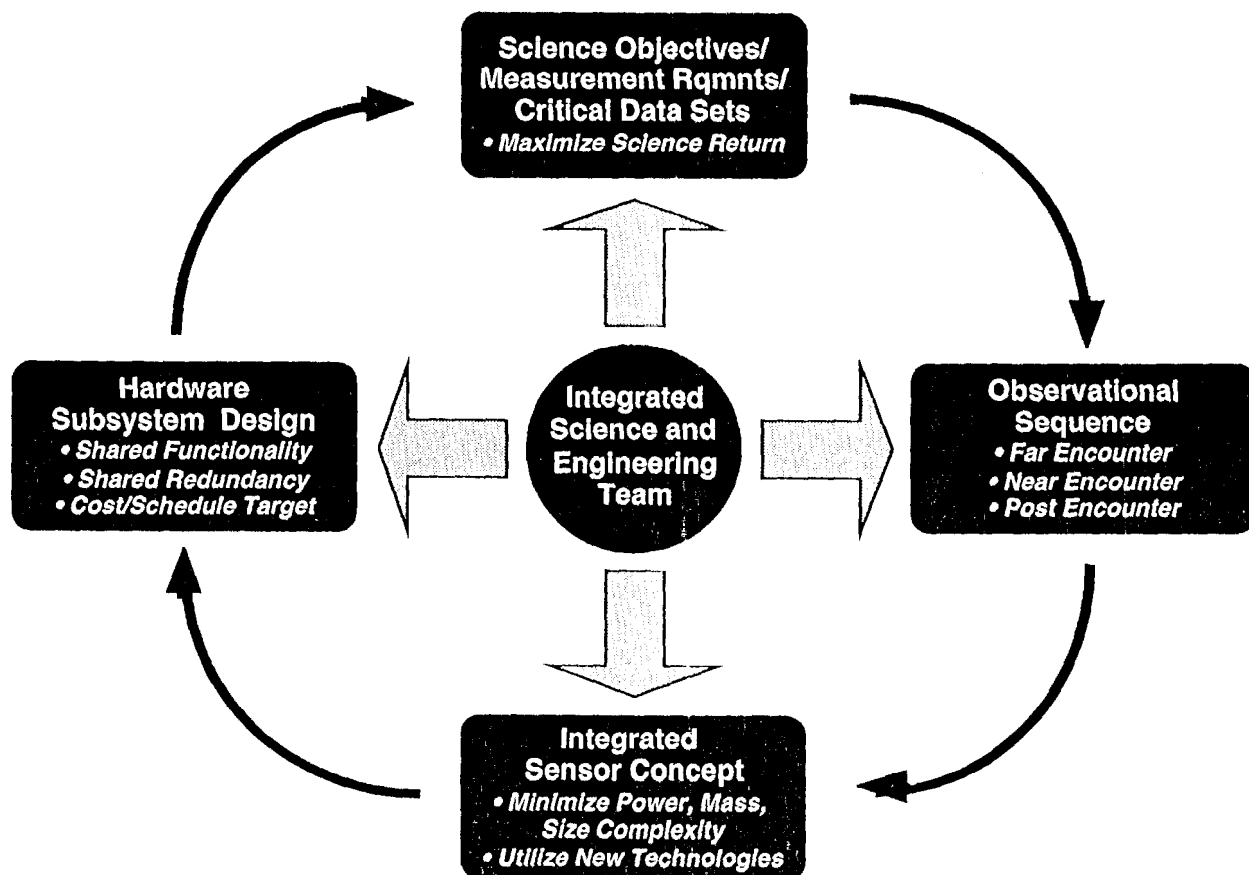 Science Objectives/
Measurement Rqmnts/
Critical Data Sets
• Maximize Science Return
Hardware
Subsystem Design
• Shared Functionality
• Shared Redundancy
• Cost/Schedule Target
Integrated
Science and
Engineering
Team
Observational
Sequence
• Far Encounter
• Near Encounter
• Post Encounter
Integrated
Sensor Concept
• Minimize Power, Mass,
Size Complexity
• Utilize New Technologies